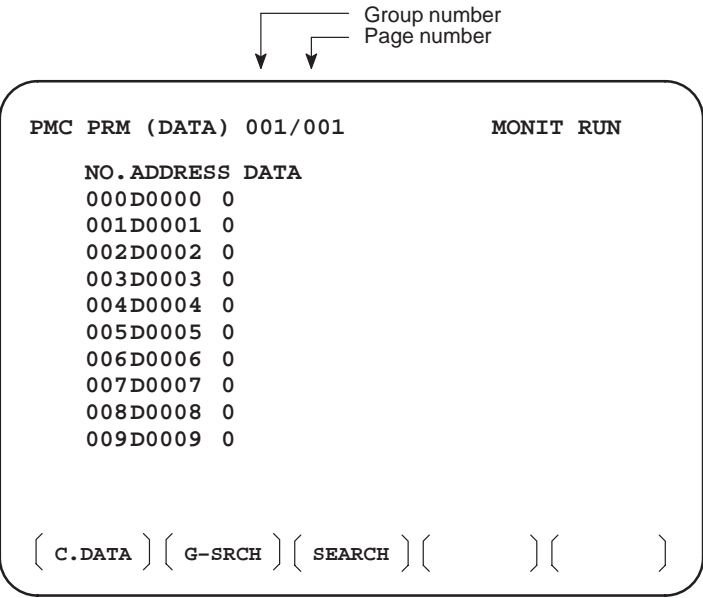 Group number
Page number
PMC PRM (DATA) 001/001 MONIT RUN
NO.ADDRESS DATA
000D0000 0
001D0001 0
002D0002 0
003D0003 0
004D0004 0
005D0005 0
006D0006 0
007D0007 0
008D0008 0
009D0009 0
C.DATA G–SRCH SEARCH